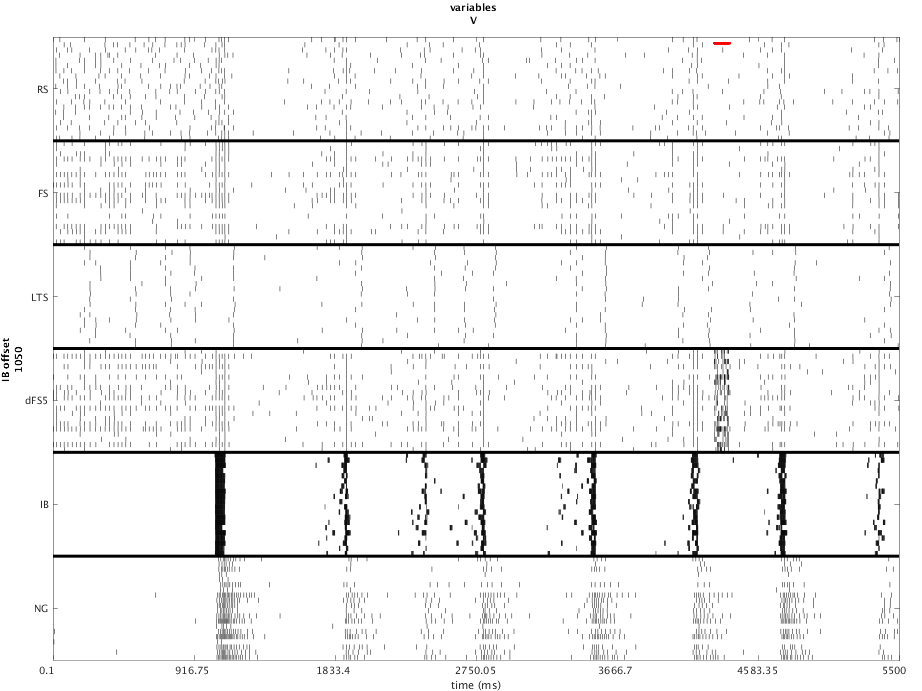 variables
V
RS
FS
LTS
dFS5
IB
NG
IB offset
1050
0.1 916.75 1833.4 2750.05 3666.7 4583.35 5500
time (ms)